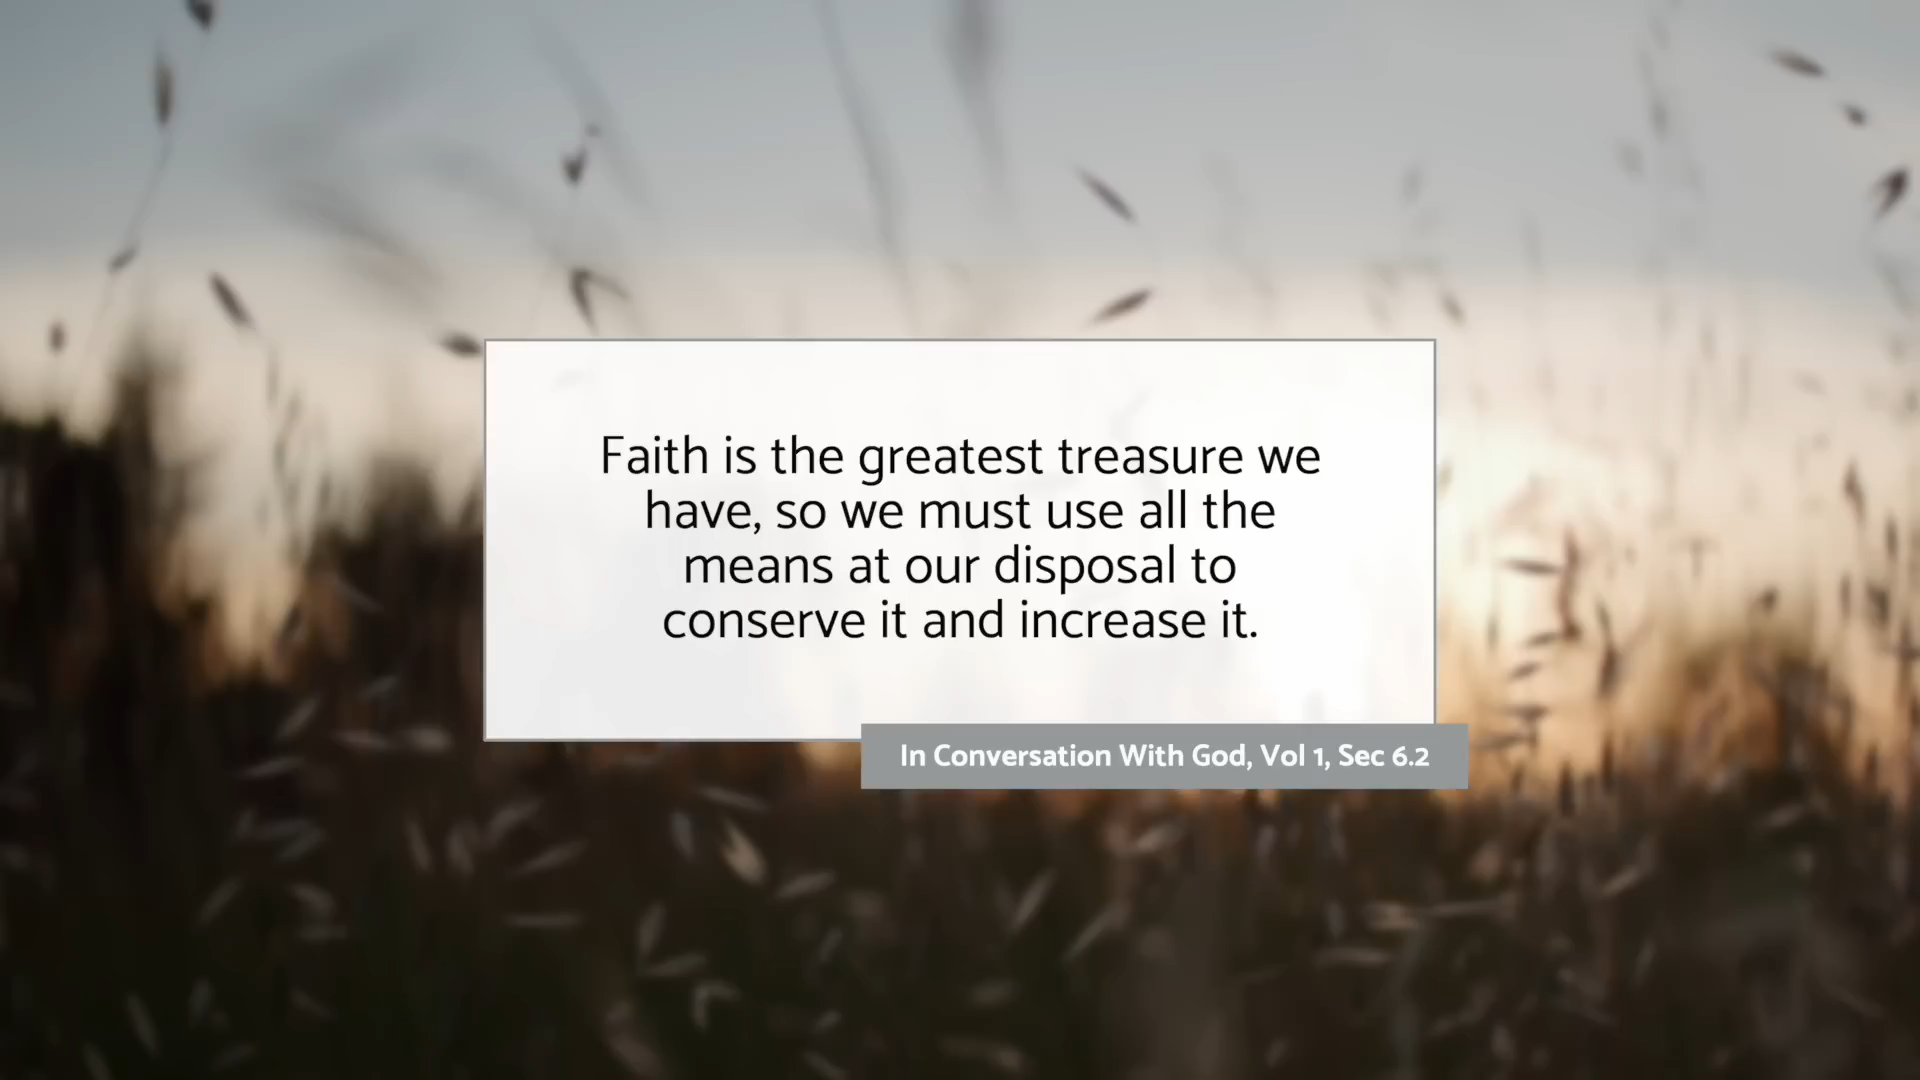 Faith is the greatest treasure we
have, so we must use all the
means at our disposal to
conserve it and increase it.
In Conversation With God, Vol 1, Sec 6.2